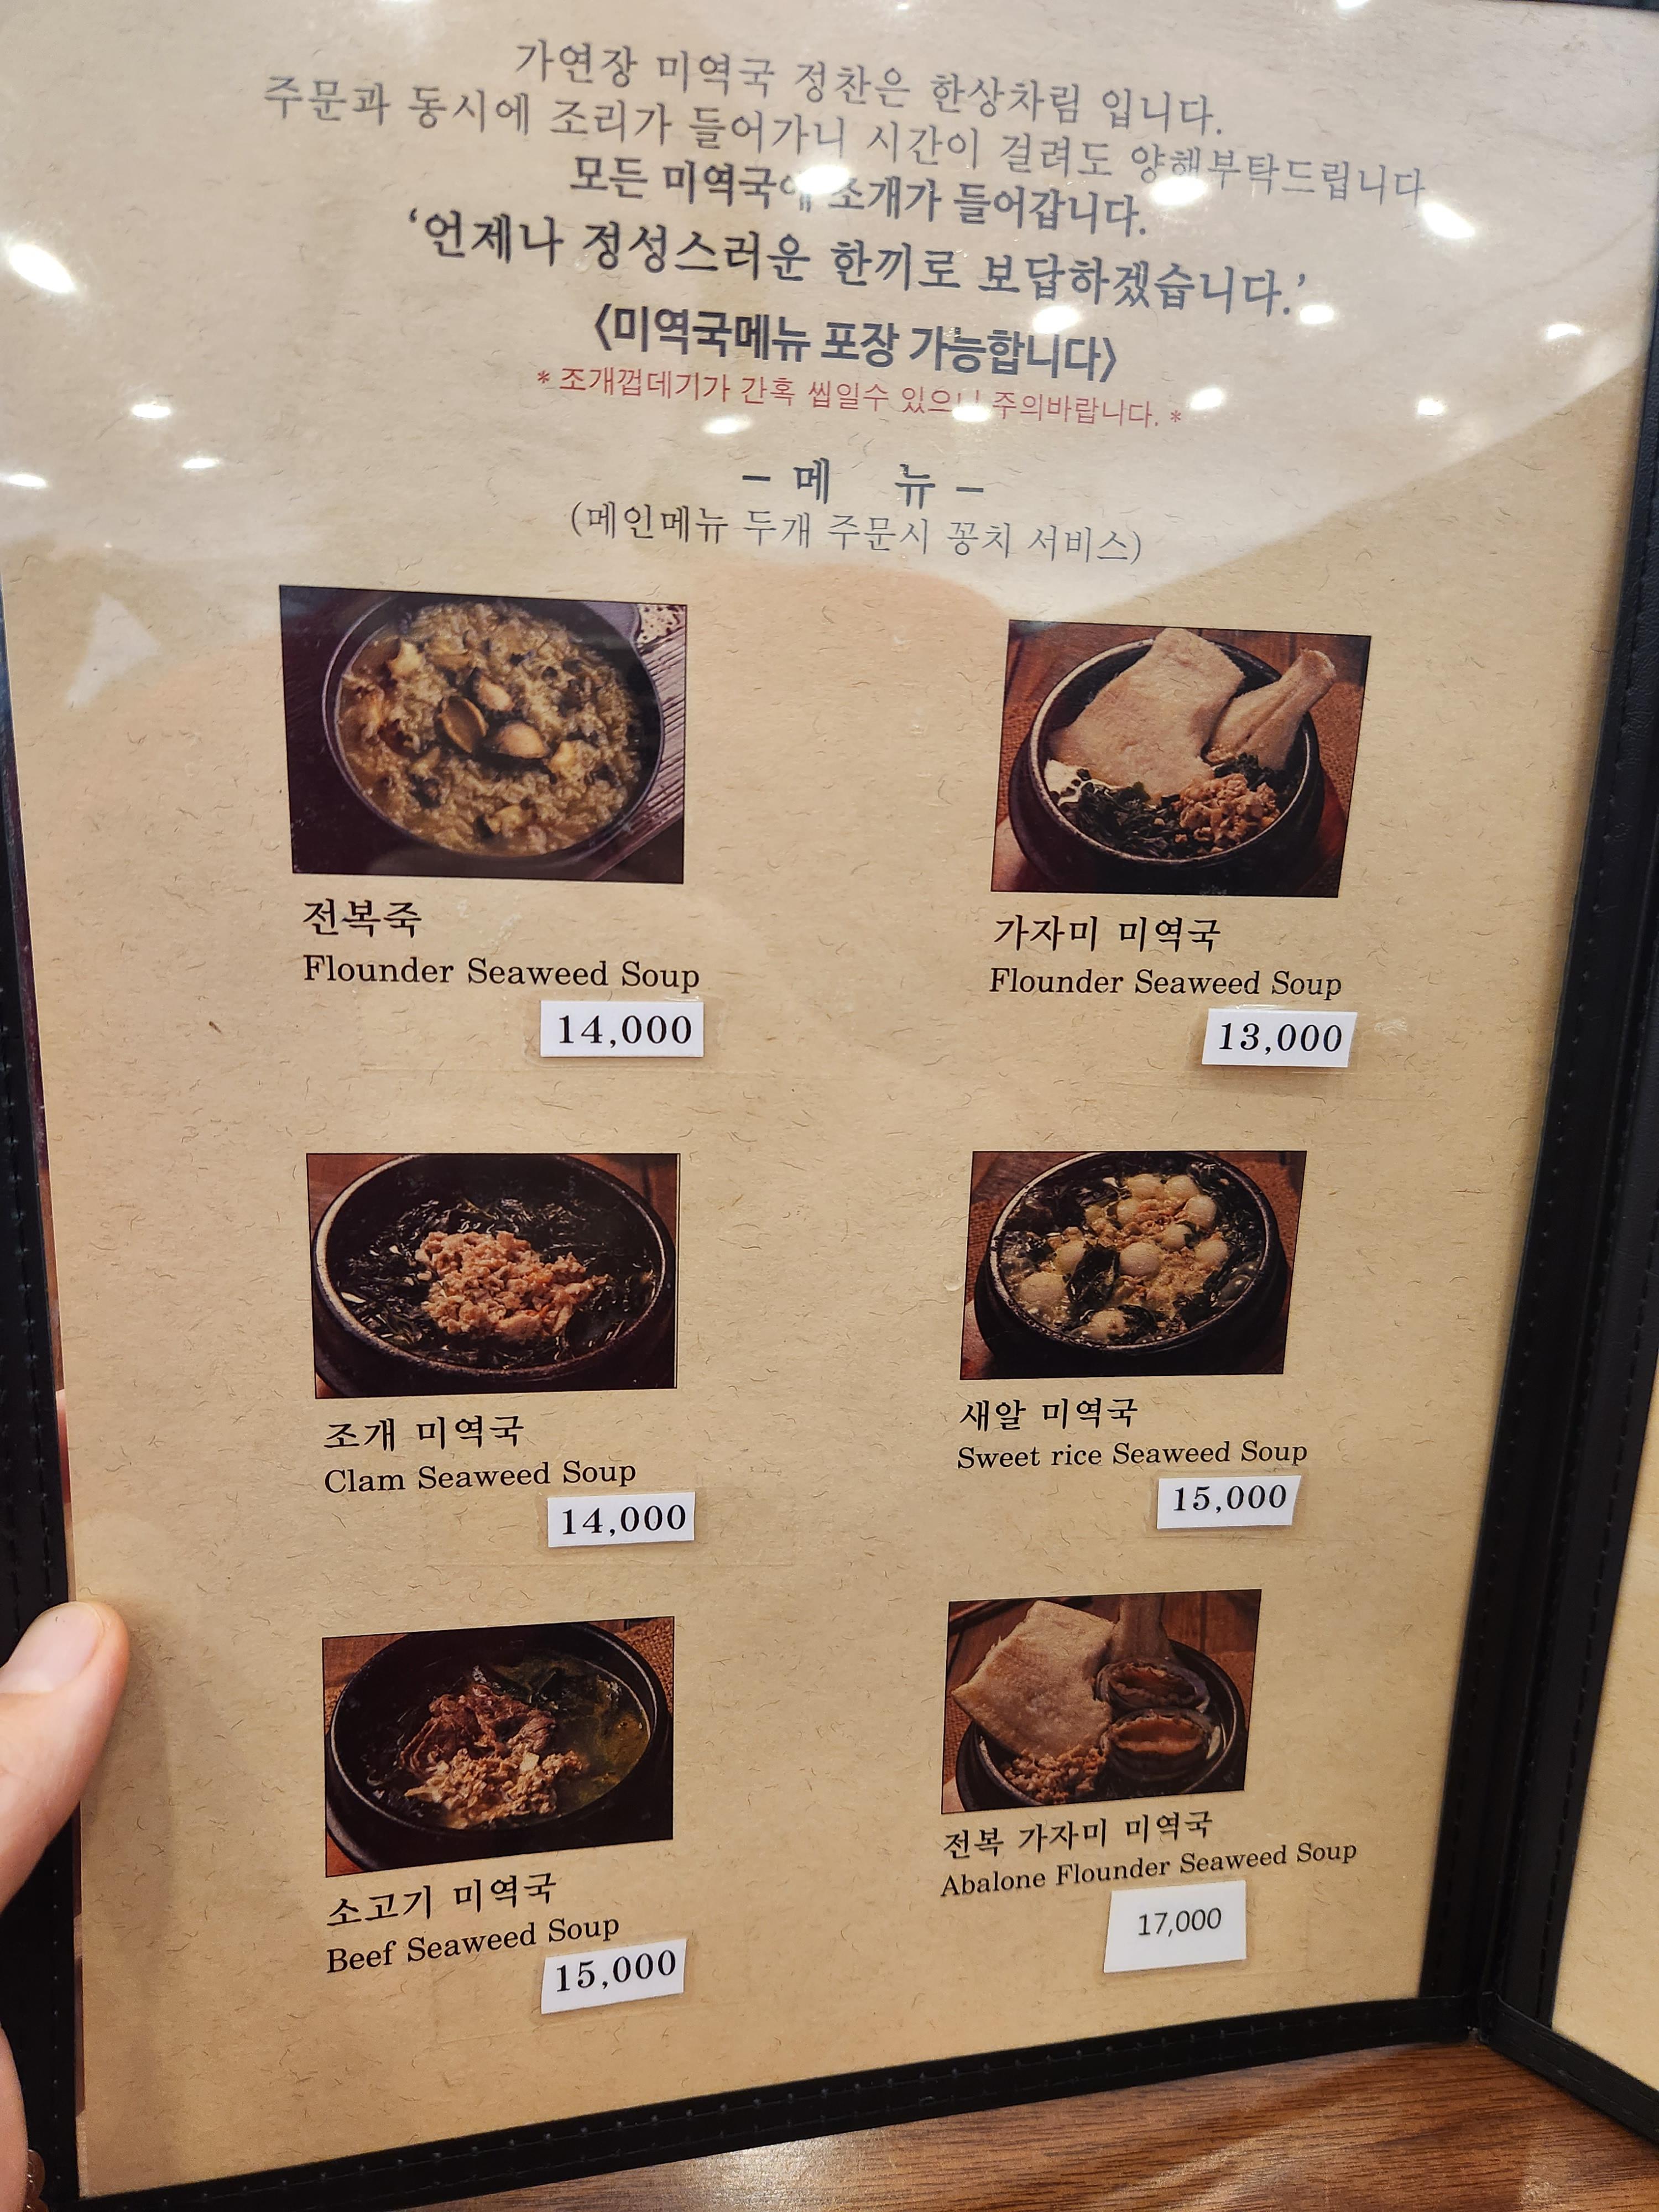 가연장 미역국 정찬은 한상차림 입니다.
주문과 동시에 조리가 들어가니 시간이 걸려도 양해부탁드립니다
모든 미역국에 조개가 들어갑니다.
‘언제나 정성스러운 한끼로 보답하겠습니다.’
〈미역국메뉴 포장 가능합니다〉
* 조개껍데기가 간혹 씹일수 있으니 주의바랍니다. *
– 메 뉴 –
(메인메뉴 두개 주문시 꽁치 서비스)
전복죽
Flounder Seaweed Soup
14,000
가자미 미역국
Flounder Seaweed Soup
13,000
조개 미역국
Clam Seaweed Soup
14,000
새알 미역국
Sweet rice Seaweed Soup
15,000
소고기 미역국
Beef Seaweed Soup
15,000
전복 가자미 미역국
Abalone Flounder Seaweed Soup
17,000